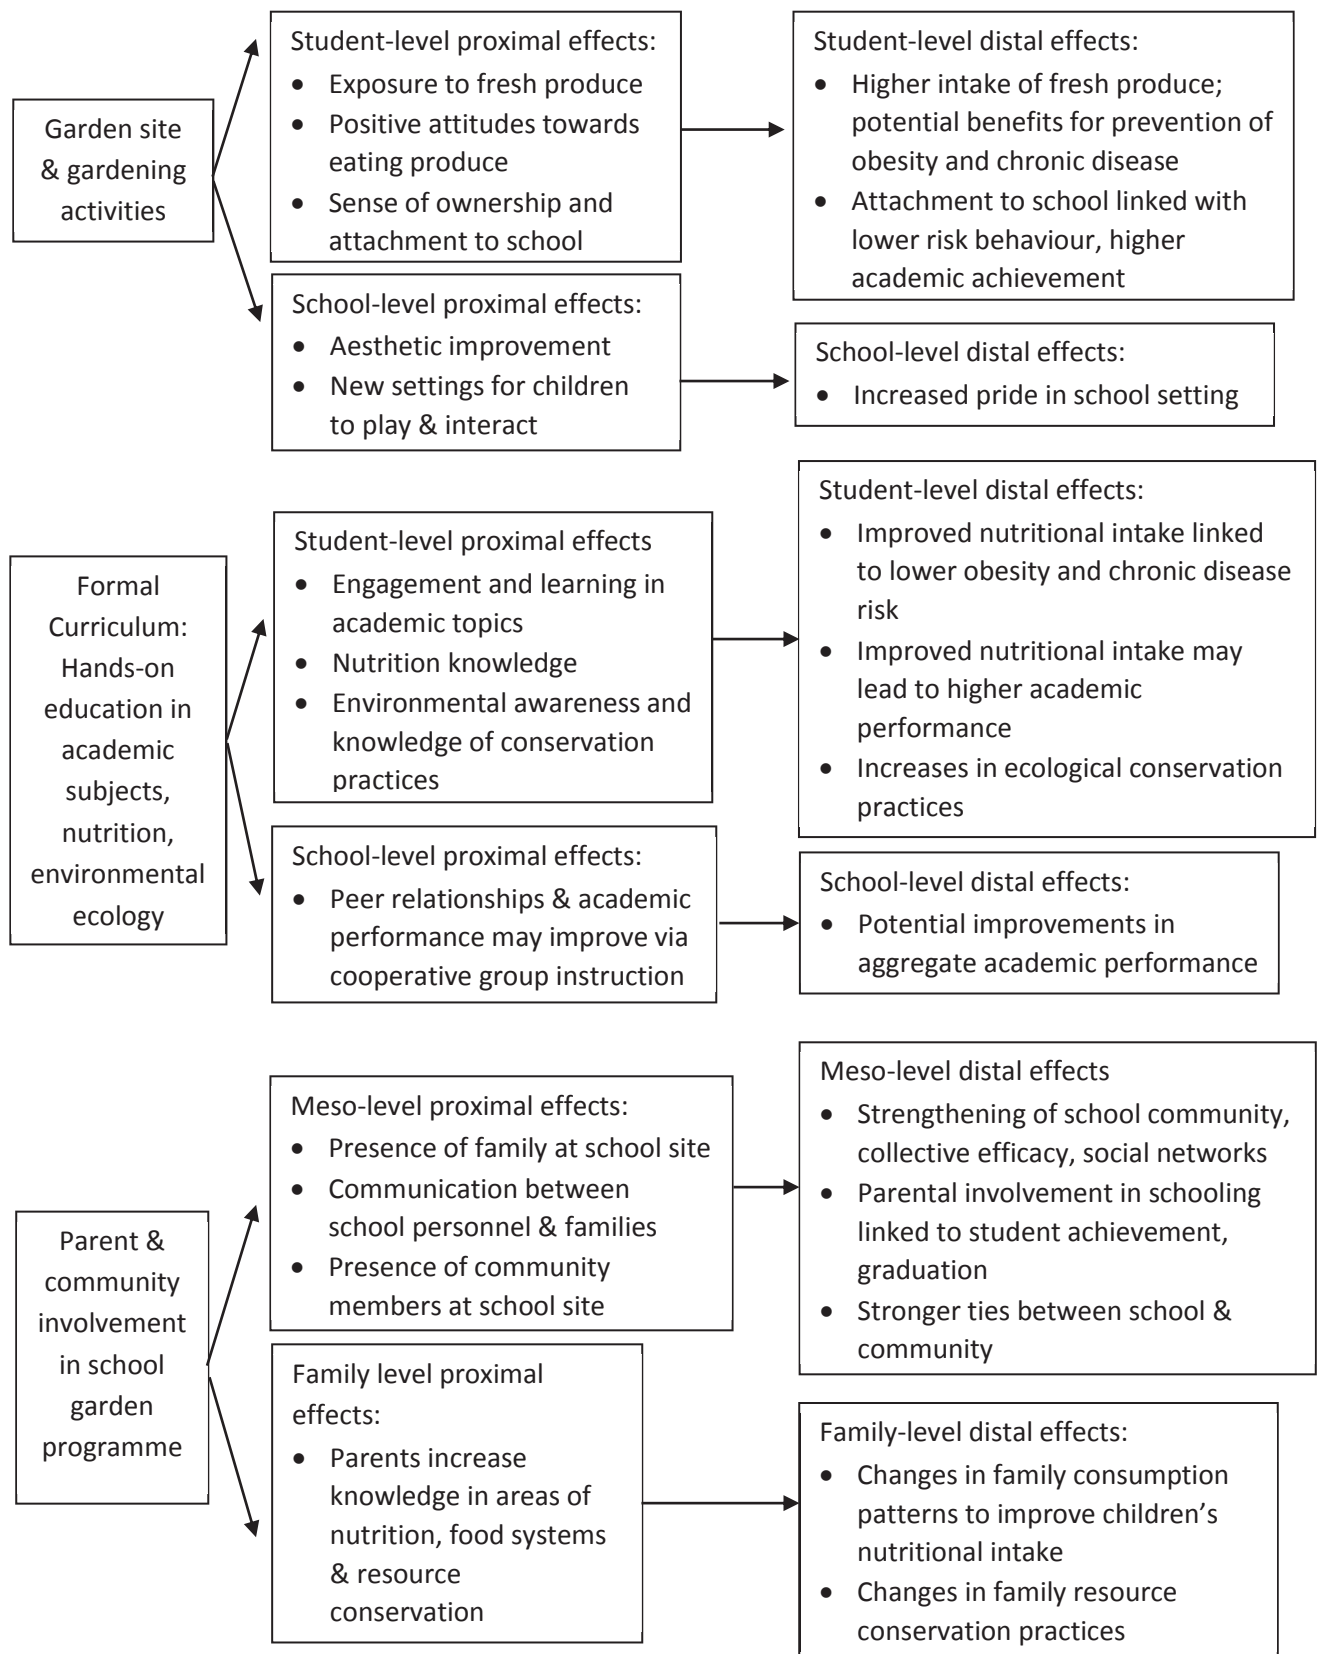 Garden site
& gardening
activities
Student-level proximal effects:
• Exposure to fresh produce
• Positive attitudes towards
eating produce
• Sense of ownership and
attachment to school
Student-level distal effects:
• Higher intake of fresh produce;
potential benefits for prevention of
obesity and chronic disease
• Attachment to school linked with
lower risk behaviour, higher
academic achievement
School-level proximal effects:
• Aesthetic improvement
• New settings for children
to play & interact
School-level distal effects:
• Increased pride in school setting
Formal
Curriculum:
Hands-on
education in
academic
subjects,
nutrition,
environmental
ecology
Student-level proximal effects
• Engagement and learning in
academic topics
• Nutrition knowledge
• Environmental awareness and
knowledge of conservation
practices
Student-level distal effects:
• Improved nutritional intake linked
to lower obesity and chronic disease
risk
• Improved nutritional intake may
lead to higher academic
performance
• Increases in ecological conservation
practices
School-level proximal effects:
• Peer relationships & academic
performance may improve via
cooperative group instruction
School-level distal effects:
• Potential improvements in
aggregate academic performance
Parent &
community
involvement
in school
garden
programme
Meso-level proximal effects:
• Presence of family at school site
• Communication between
school personnel & families
• Presence of community
members at school site
Meso-level distal effects
• Strengthening of school community,
collective efficacy, social networks
• Parental involvement in schooling
linked to student achievement,
graduation
• Stronger ties between school &
community
Family level proximal
effects:
• Parents increase
knowledge in areas of
nutrition, food systems
& resource
conservation
Family-level distal effects:
• Changes in family consumption
patterns to improve children’s
nutritional intake
• Changes in family resource
conservation practices